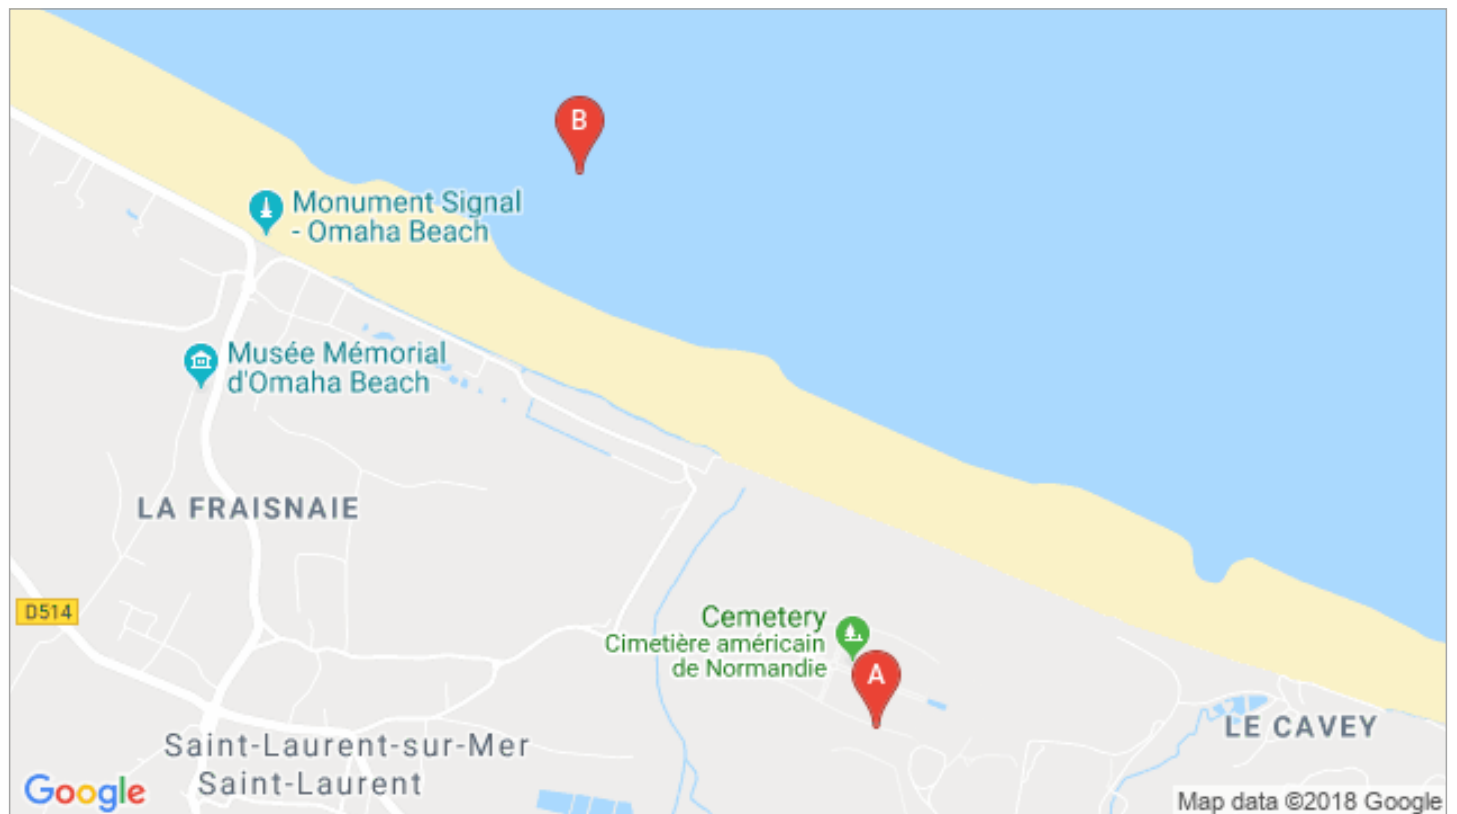 B
Monument Signal
- Omaha Beach
Musée Mémorial
d'Omaha Beach
LA FRAISNAIE
D514
Cemetery
Cimetière américain
de Normandie
A
LE CAVEY
Saint-Laurent-sur-Mer
Saint-Laurent
Google
Map data ©2018 Google